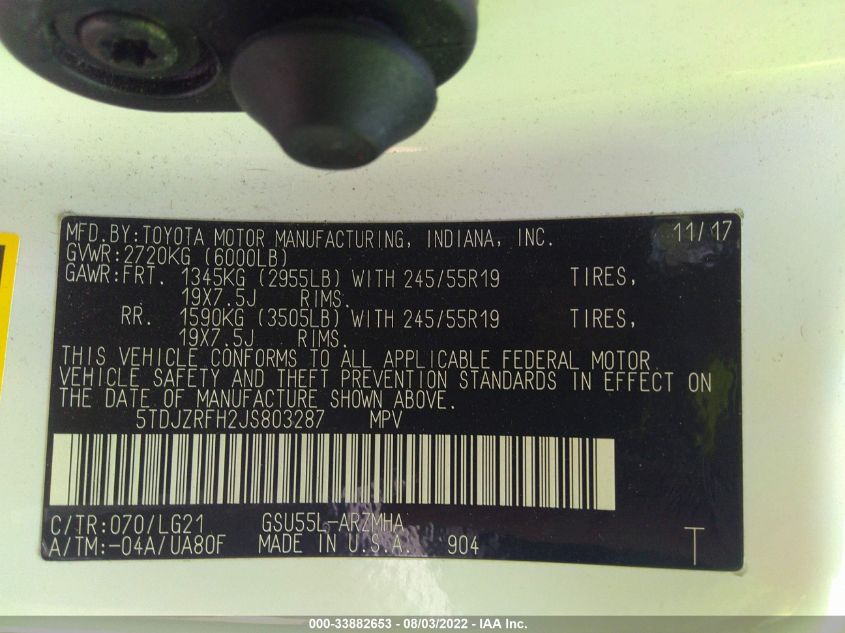 MFD.BY:TOYOTA MOTOR MANUFACTURING, INDIANA, INC. 11/17
GVWR:2720KG (6000LB)
GAWR:FRT. 1345KG (2955LB) WITH 245/55R19 TIRES,
19X7.5J RIMS.
RR. 1590KG (3505LB) WITH 245/55R19 TIRES,
19X7.5J RIMS.
THIS VEHICLE CONFORMS TO ALL APPLICABLE FEDERAL MOTOR
VEHICLE SAFETY AND THEFT PREVENTION STANDARDS IN EFFECT ON
THE DATE OF MANUFACTURE SHOWN ABOVE.
5TDJZRFH2JS803287 MPV
C/TR:070/LG21 GSU55L-ARZMHA
A/TM:-04A/UA80F MADE IN U.S.A. 904 T
000-33882653 - 08/03/2022 - IAA Inc.